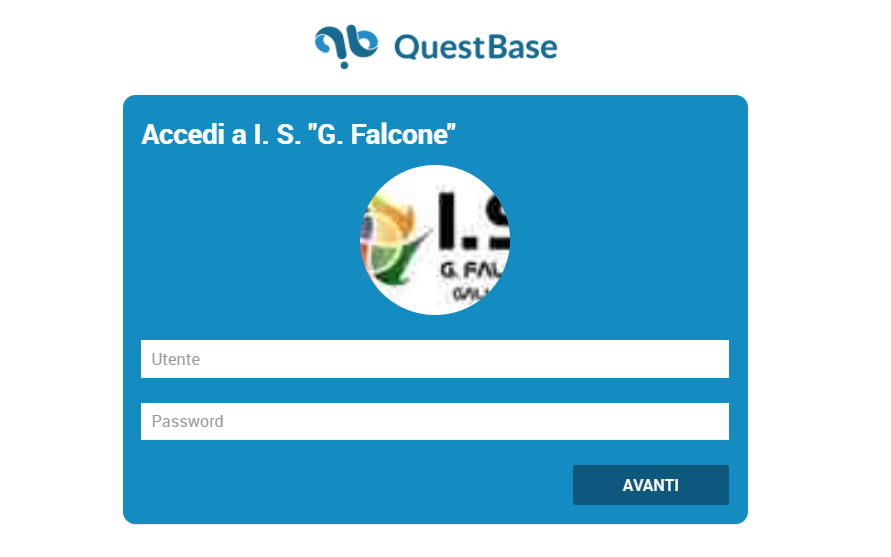 QuestBase
Accedi a I. S. "G. Falcone"
I.S
G. FAL
Utente
Password
AVANTI